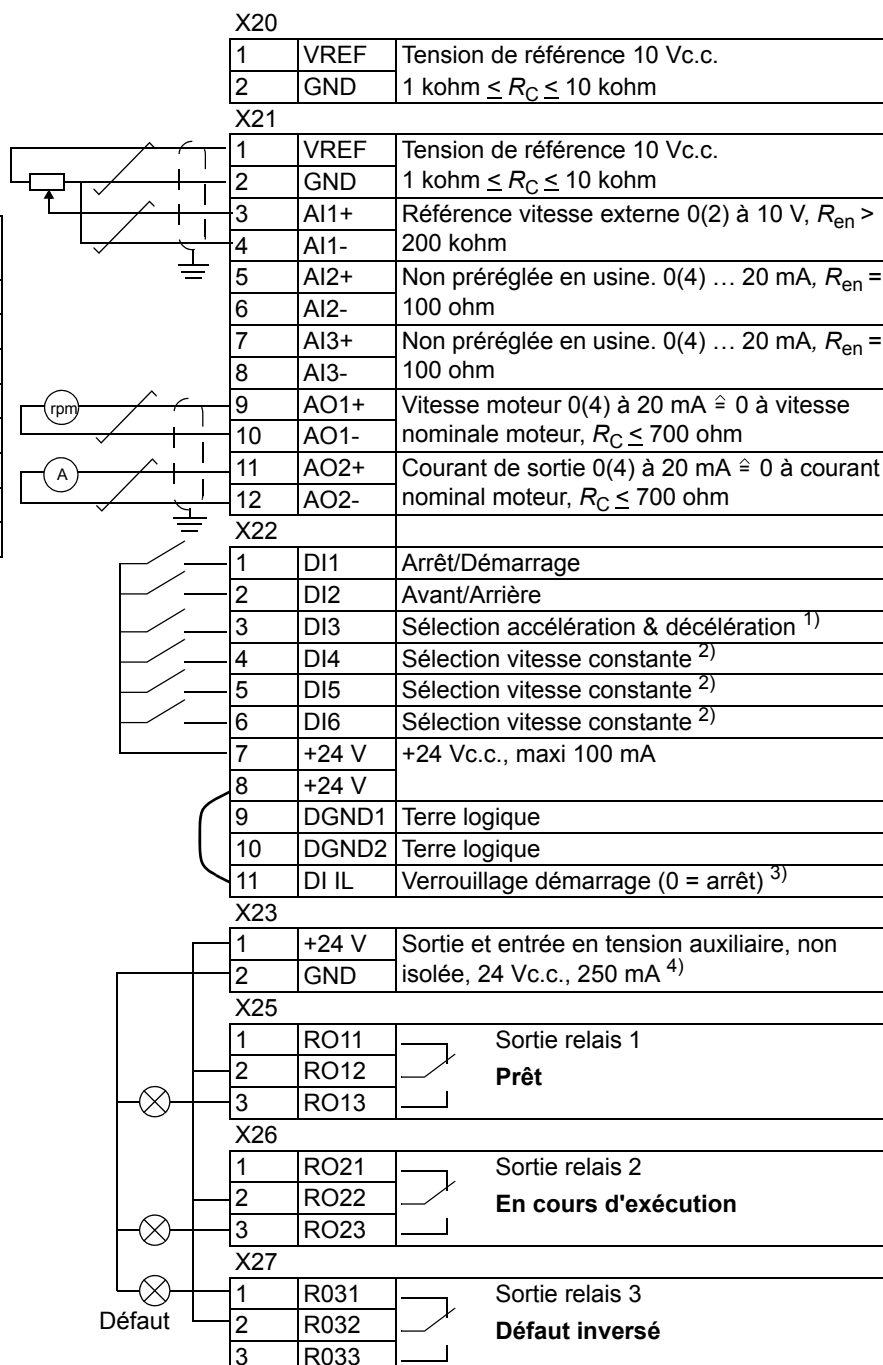 X20
1 VREF Tension de référence 10 Vc.c.
2 GND 1 kohm ≤ RC ≤ 10 kohm
X21
1 VREF Tension de référence 10 Vc.c.
2 GND 1 kohm ≤ RC ≤ 10 kohm
3 AI1+ Référence vitesse externe 0(2) à 10 V, Ren >
4 AI1- 200 kohm
5 AI2+ Non préréglée en usine. 0(4) … 20 mA, Ren =
6 AI2- 100 ohm
7 AI3+ Non préréglée en usine. 0(4) … 20 mA, Ren =
8 AI3- 100 ohm
rpm 9 AO1+ Vitesse moteur 0(4) à 20 mA ≙ 0 à vitesse
10 AO1- nominale moteur, RC ≤ 700 ohm
A 11 AO2+ Courant de sortie 0(4) à 20 mA ≙ 0 à courant
12 AO2- nominal moteur, RC ≤ 700 ohm
X22
1 DI1 Arrêt/Démarrage
2 DI2 Avant/Arrière
3 DI3 Sélection accélération & décélération 1)
4 DI4 Sélection vitesse constante 2)
5 DI5 Sélection vitesse constante 2)
6 DI6 Sélection vitesse constante 2)
7 +24 V +24 Vc.c., maxi 100 mA
8 +24 V
9 DGND1 Terre logique
10 DGND2 Terre logique
11 DI IL Verrouillage démarrage (0 = arrêt) 3)
X23
1 +24 V Sortie et entrée en tension auxiliaire, non
2 GND isolée, 24 Vc.c., 250 mA 4)
X25
1 RO11 Sortie relais 1
2 RO12 Prêt
3 RO13
X26
1 RO21 Sortie relais 2
2 RO22 En cours d'exécution
3 RO23
X27
1 R031 Sortie relais 3
Défaut 2 R032 Défaut inversé
3 R033